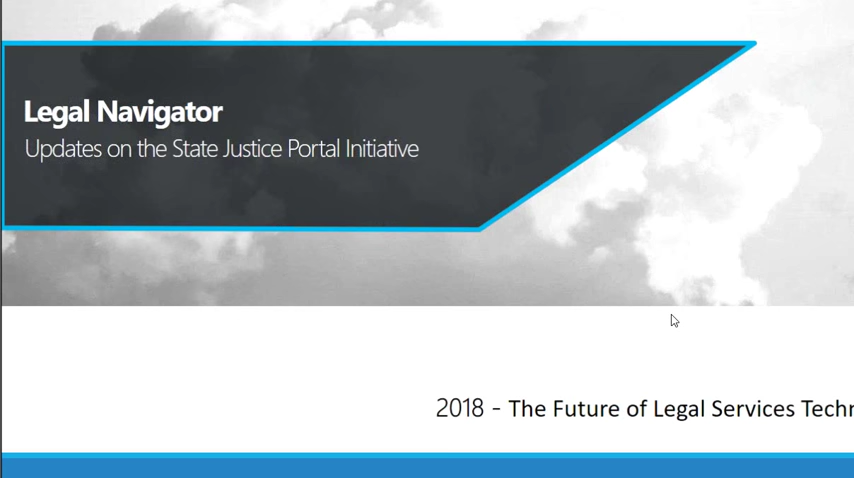 Legal Navigator
Updates on the State Justice Portal Initiative
2018 - The Future of Legal Services